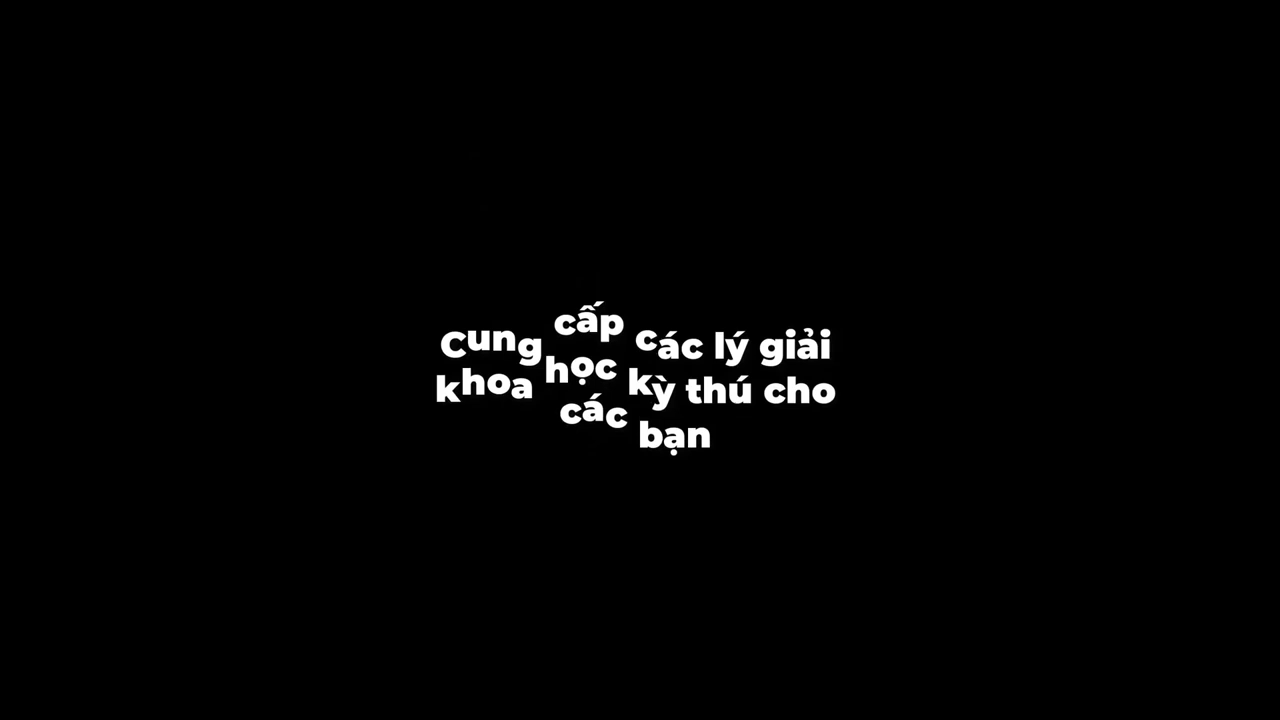 Cung cấp các lý giải
khoa học kỳ thú cho
các bạn